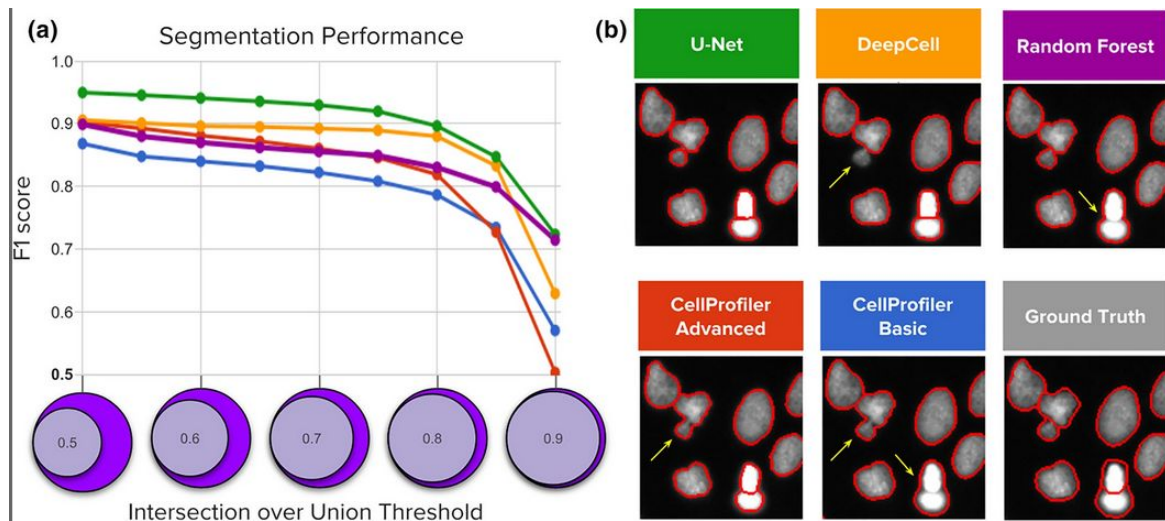 (a)
Segmentation Performance
F1 score
1.0
0.9
0.8
0.7
0.6
0.5
0.5
0.6
0.7
0.8
0.9
Intersection over Union Threshold
(b)
U-Net
DeepCell
Random Forest
CellProfiler
Advanced
CellProfiler
Basic
Ground Truth